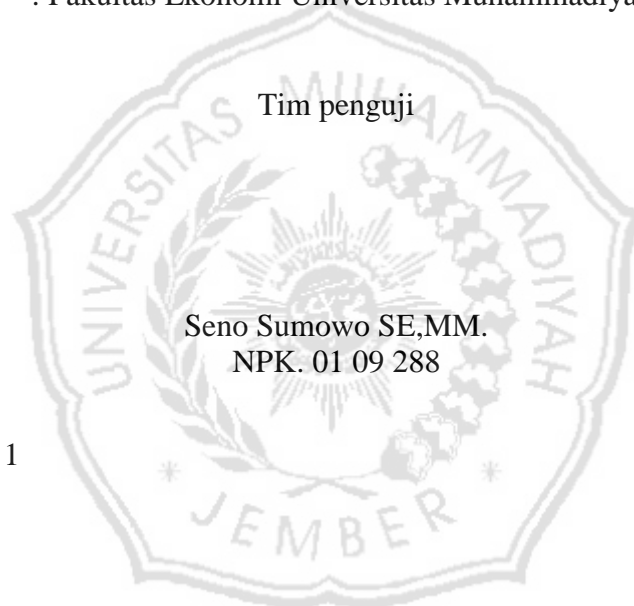 : Fakultas Ekonomi Universitas Muhammadiya
Tim penguji
UNIVERSITAS MUHAMMADIYAH
Seno Sumowo SE,MM.
NPK. 01 09 288
1
JEMBER